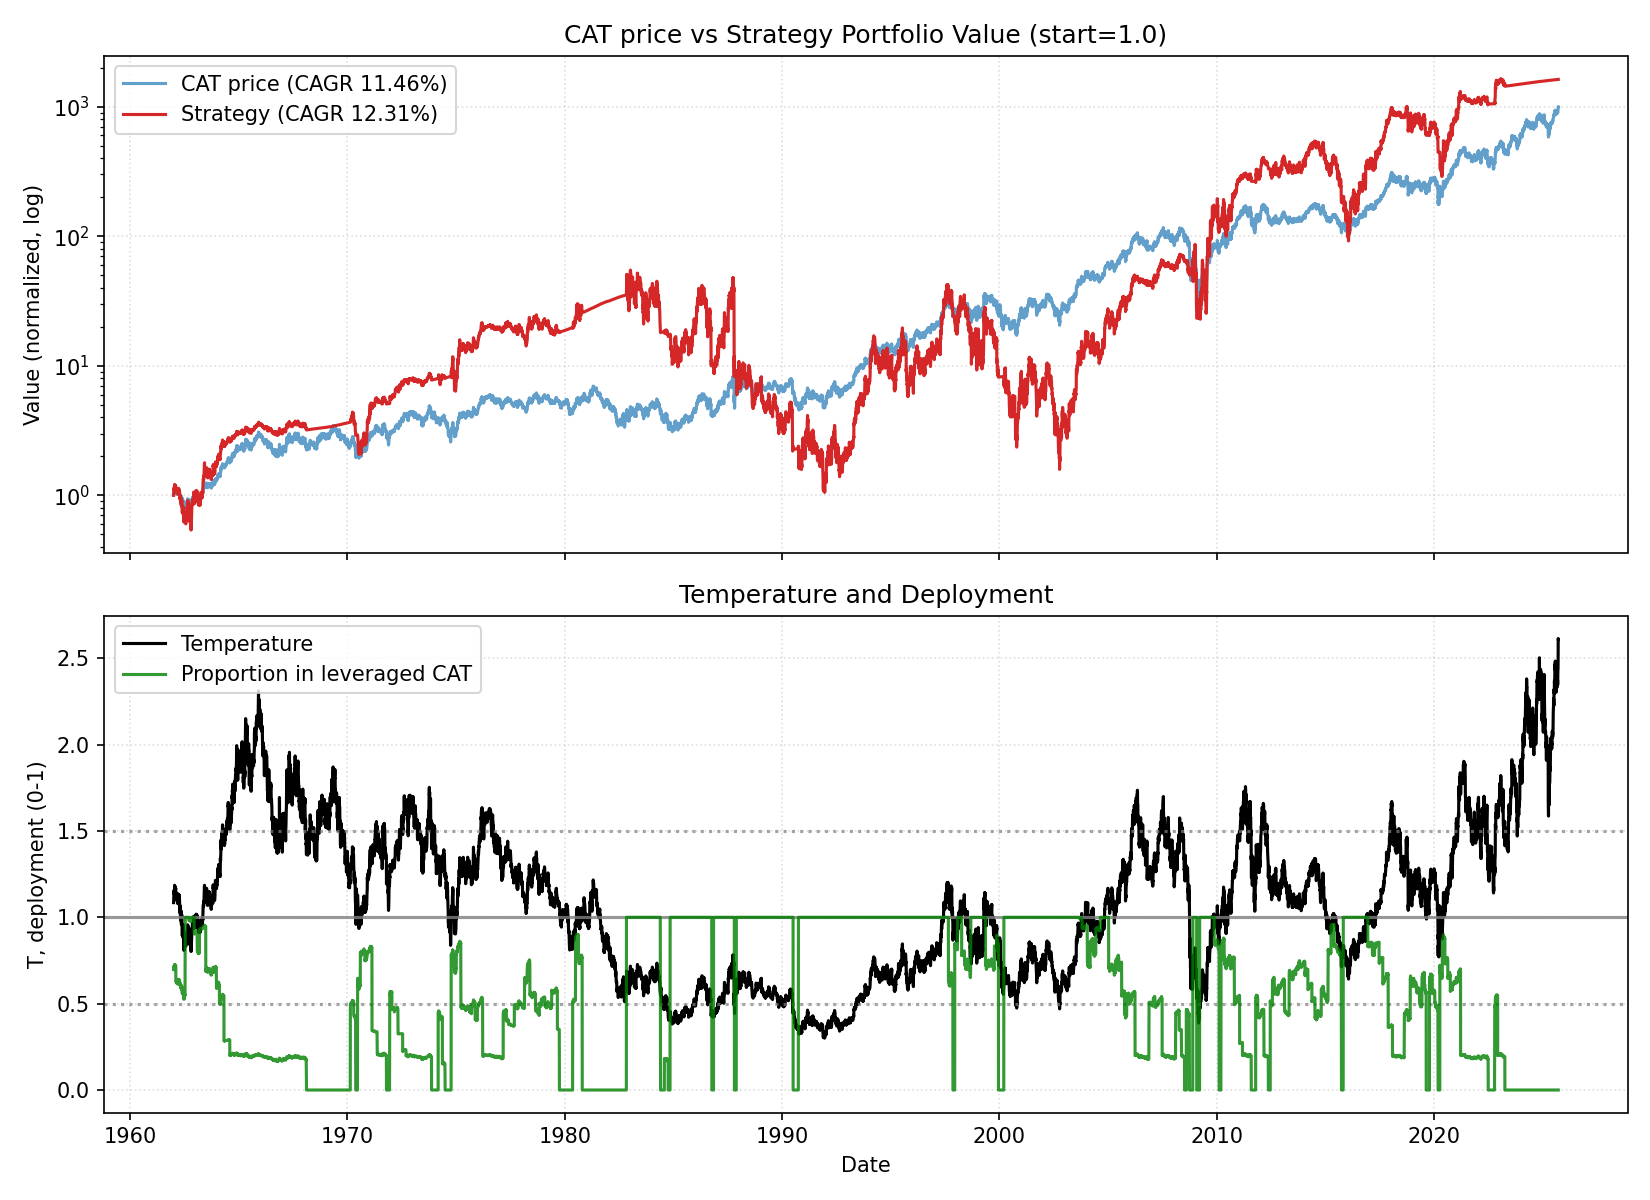 CAT price vs Strategy Portfolio Value (start=1.0)
CAT price (CAGR 11.46%)
Strategy (CAGR 12.31%)
Value (normalized, log)
10³
10²
10¹
10⁰
Temperature and Deployment
Temperature
Proportion in leveraged CAT
T, deployment (0-1)
2.5
2.0
1.5
1.0
0.5
0.0
1960 1970 1980 1990 2000 2010 2020
Date